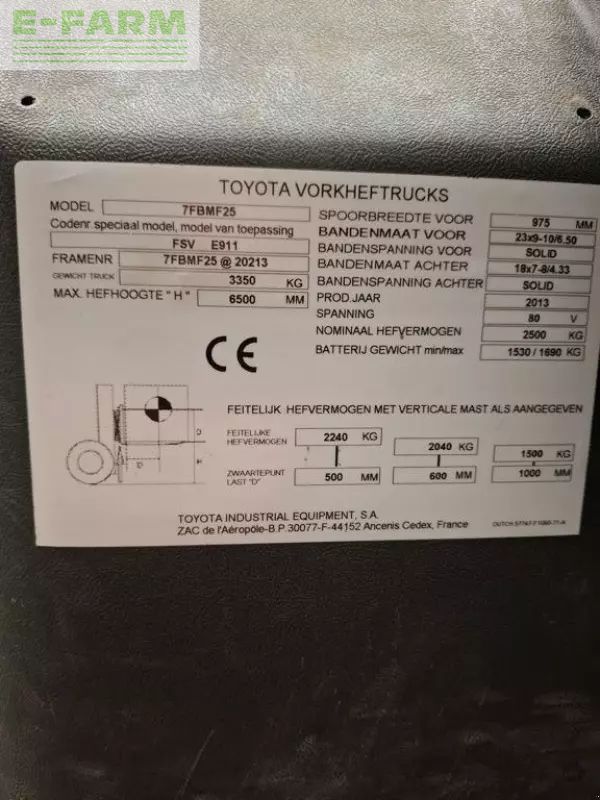 E-FARM
TOYOTA VORKHEFTRUCKS
MODEL 7FBMF25
Codenr speciaal model, model van toepassing
FSV E911
FRAMENR 7FBMF25 @ 20213
GEWICHT TRUCK 3350 KG
MAX. HEFHOOGTE "H" 6500 MM
SPOORBREEDTE VOOR 975 MM
BANDENMAAT VOOR 23x9-10/6.50
BANDENSPANNING VOOR SOLID
BANDENMAAT ACHTER 18x7-8/4.33
BANDENSPANNING ACHTER SOLID
PROD.JAAR 2013
SPANNING 80 V
NOMINAAL HEFVERMOGEN 2500 KG
BATTERIJ GEWICHT min/max 1530 / 1690 KG
CE
D
H
D
FEITELIJK HEFVERMOGEN MET VERTICALE MAST ALS AANGEGEVEN
FEITELIJKE
HEFVERMOGEN 2240 KG 2040 KG 1500 KG
ZWAARTEPUNT
LAST "D" 500 MM 600 MM 1000 MM
TOYOTA INDUSTRIAL EQUIPMENT, S.A.
ZAC de l'Aéropôle-B.P.30077-F-44152 Ancenis Cedex, France
DUTCH